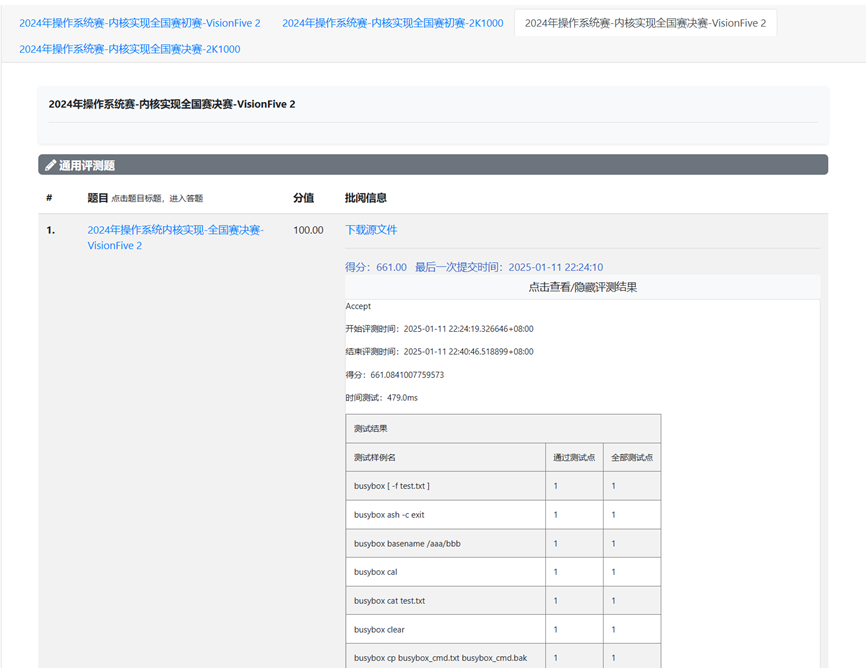 2024年操作系统赛-内核实现全国赛初赛-VisionFive 2
2024年操作系统赛-内核实现全国赛初赛-2K1000
2024年操作系统赛-内核实现全国赛决赛-VisionFive 2
2024年操作系统赛-内核实现全国赛决赛-2K1000
2024年操作系统赛-内核实现全国赛决赛-VisionFive 2
通用评测题
# 题目 点击题目标题，进入答题 分值 批阅信息
1. 2024年操作系统内核实现-全国赛决赛-VisionFive 2 100.00 下载源文件
得分：661.00 最后一次提交时间：2025-01-11 22:24:10
点击查看/隐藏评测结果
Accept
开始评测时间：2025-01-11 22:24:19.326646+08:00
结束评测时间：2025-01-11 22:40:46.518899+08:00
得分：661.0841007759573
时间测试：479.0ms
测试结果
测试样例名 通过测试点 全部测试点
busybox [ -f test.txt ] 1 1
busybox ash -c exit 1 1
busybox basename /aaa/bbb 1 1
busybox cal 1 1
busybox cat test.txt 1 1
busybox clear 1 1
busybox cp busybox_cmd.txt busybox_cmd.bak 1 1